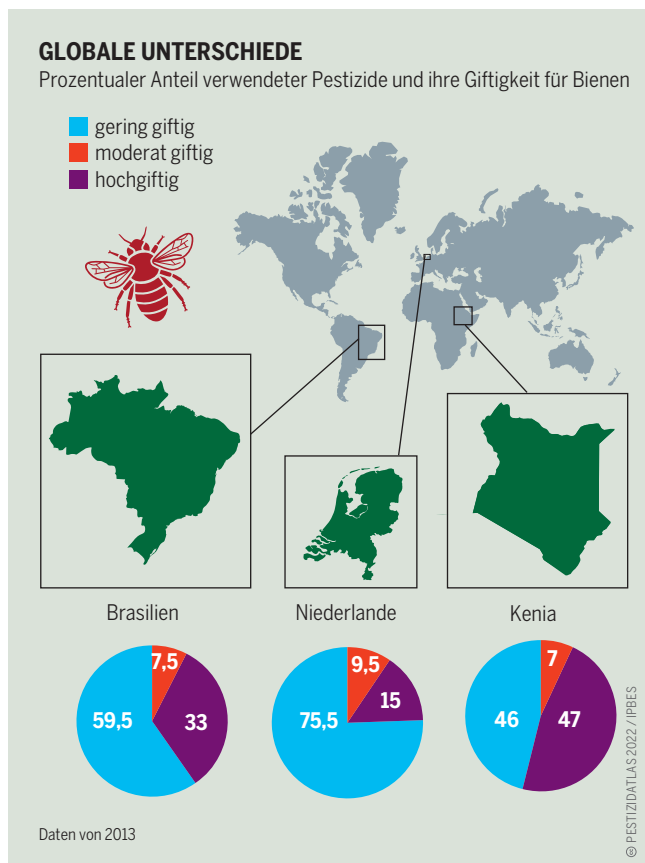 GLOBALE UNTERSCHIEDE
Prozentualer Anteil verwendeter Pestizide und ihre Giftigkeit für Bienen
gering giftig
moderat giftig
hochgiftig
Brasilien
7,5
59,5
33
Niederlande
9,5
15
75,5
Kenia
7
46
47
Daten von 2013
PESTIZIDATLAS 2022 / IPBES